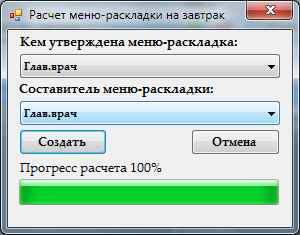 Расчет меню-раскладки на завтрак
Кем утверждена меню-раскладка:
Глав.врач
Составитель меню-раскладки:
Глав.врач
Создать Отмена
Прогресс расчета 100%